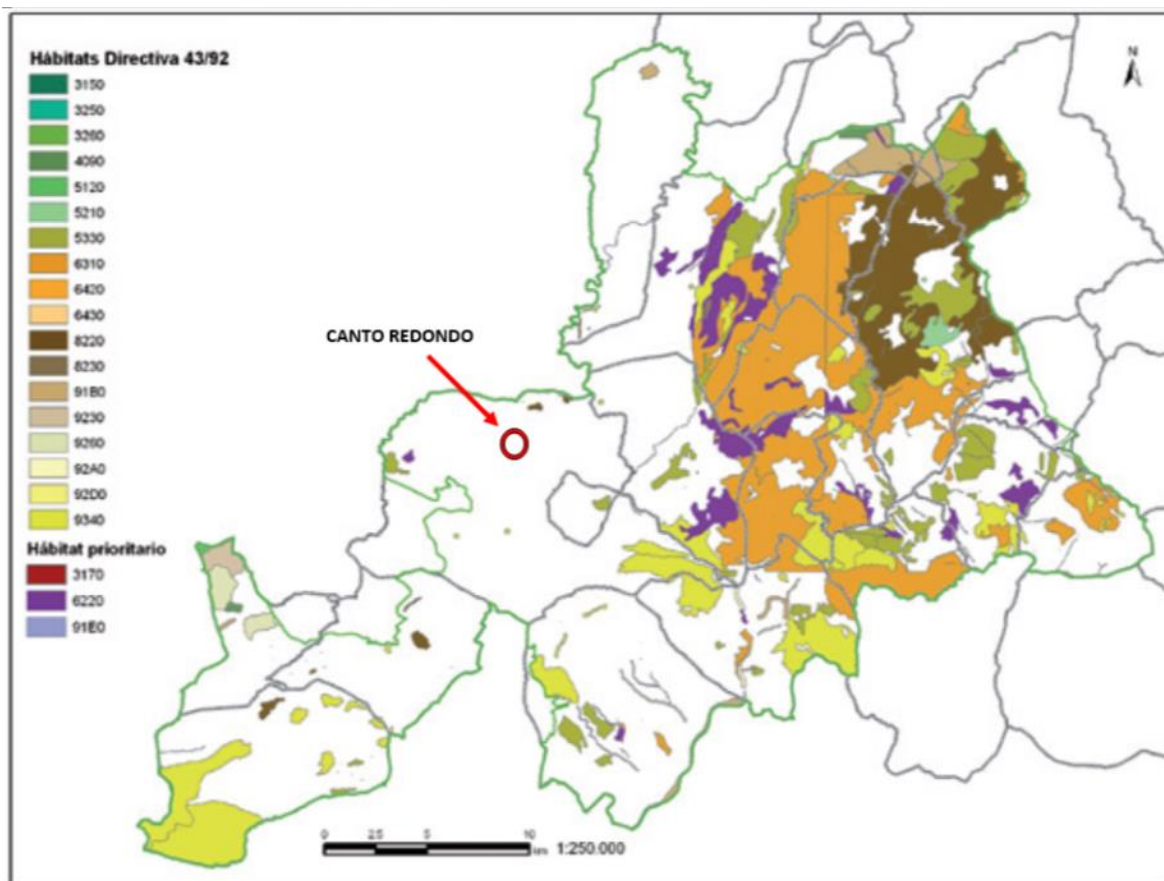 Hábitats Directiva 43/92
3150
3250
3260
4090
5120
5210
5330
6310
6420
6430
8220
8230
91B0
9230
9260
92A0
92D0
9340
Hábitat prioritario
3170
6220
91E0
N
CANTO REDONDO
0 2.5 5 10
km 1:250.000